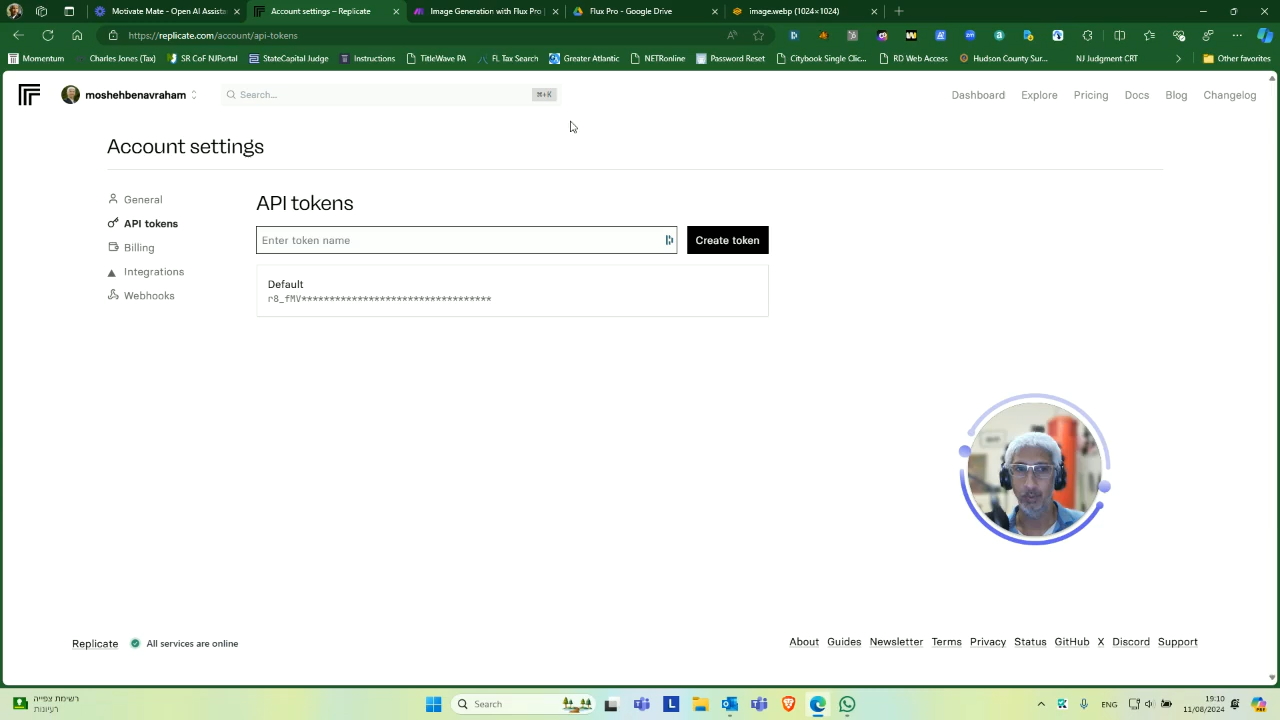 Motivate Mate - Open AI Assista
API settings – Replicate
Image Generation with Flux Pro
Flux Pro - Google Drive
image.webp (1024×1024)
https://replicate.com/account/api-tokens
Momentum
Charles Jones (Tax)
SR CoF NJPortal
StateCapital Judge
Instructions
TitleWave PA
FL Tax Search
Greater Atlantic
NETRonline
Password Reset
Citybook Single Clic...
RD Web Access
Hudson County Sur...
NJ Judgment CRT
Other favorites
moshehbenavraham
Search...
⌘+K
Dashboard
Explore
Pricing
Docs
Blog
Changelog
Account settings
General
API tokens
Billing
Integrations
Webhooks
API tokens
Enter token name
Create token
Default
r8_fMV**********************************
Replicate
All services are online
About
Guides
Newsletter
Terms
Privacy
Status
GitHub
X
Discord
Support
רעיונות
Search
ENG
19:10
11/08/2024